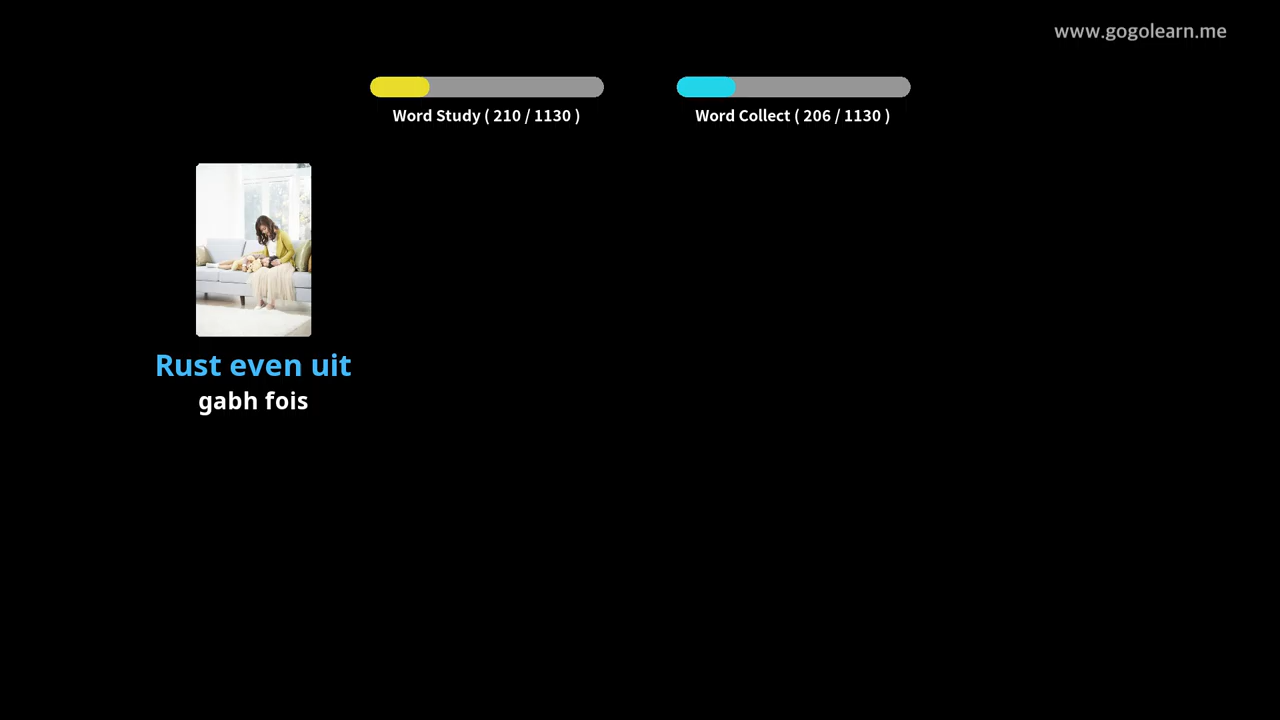 www.gogolearn.me
Word Study ( 210 / 1130 )
Word Collect ( 206 / 1130 )
Rust even uit
gabh fois